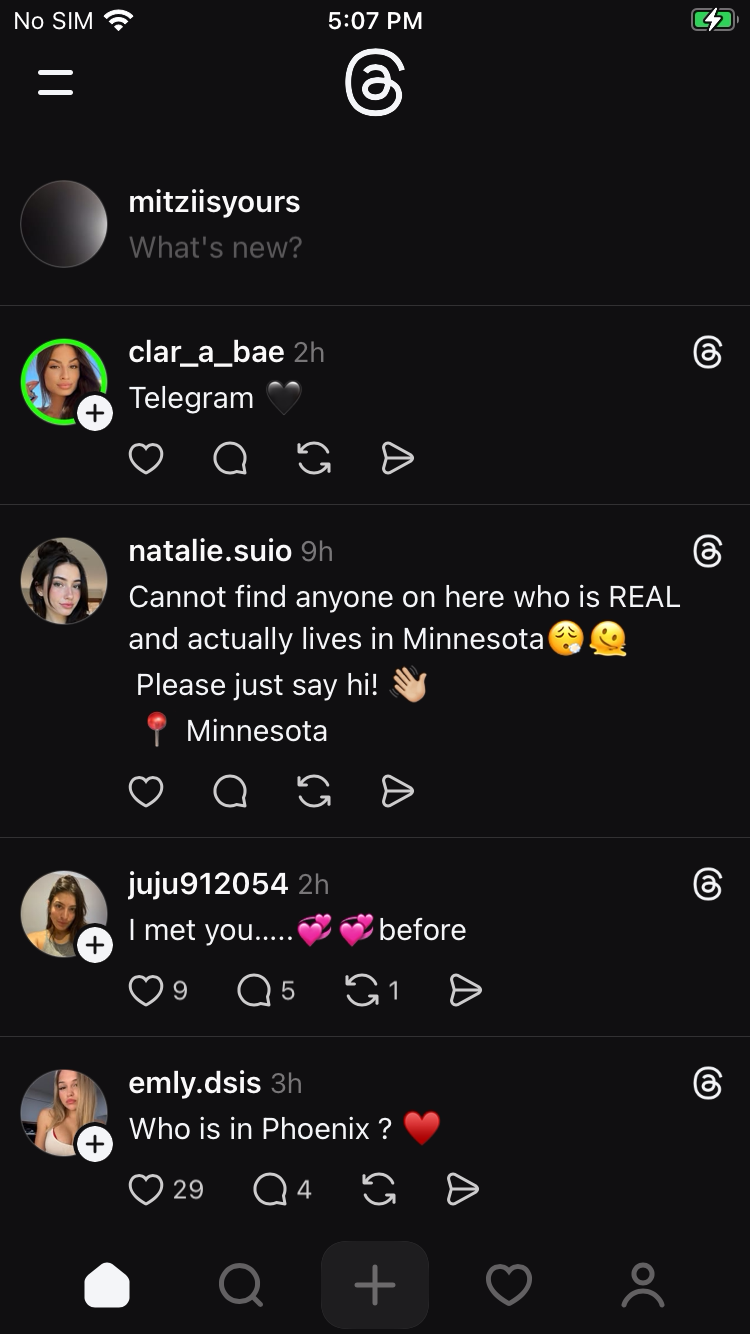 No SIM 5:07 PM
mitziisyours
What's new?
clar_a_bae 2h
Telegram 🖤
natalie.suio 9h
Cannot find anyone on here who is REAL
and actually lives in Minnesota😮‍💨🫠
Please just say hi! 👋🏼
📍 Minnesota
juju912054 2h
I met you.....💞💞before
9 5 1
emly.dsis 3h
Who is in Phoenix ? ♥️
29 4